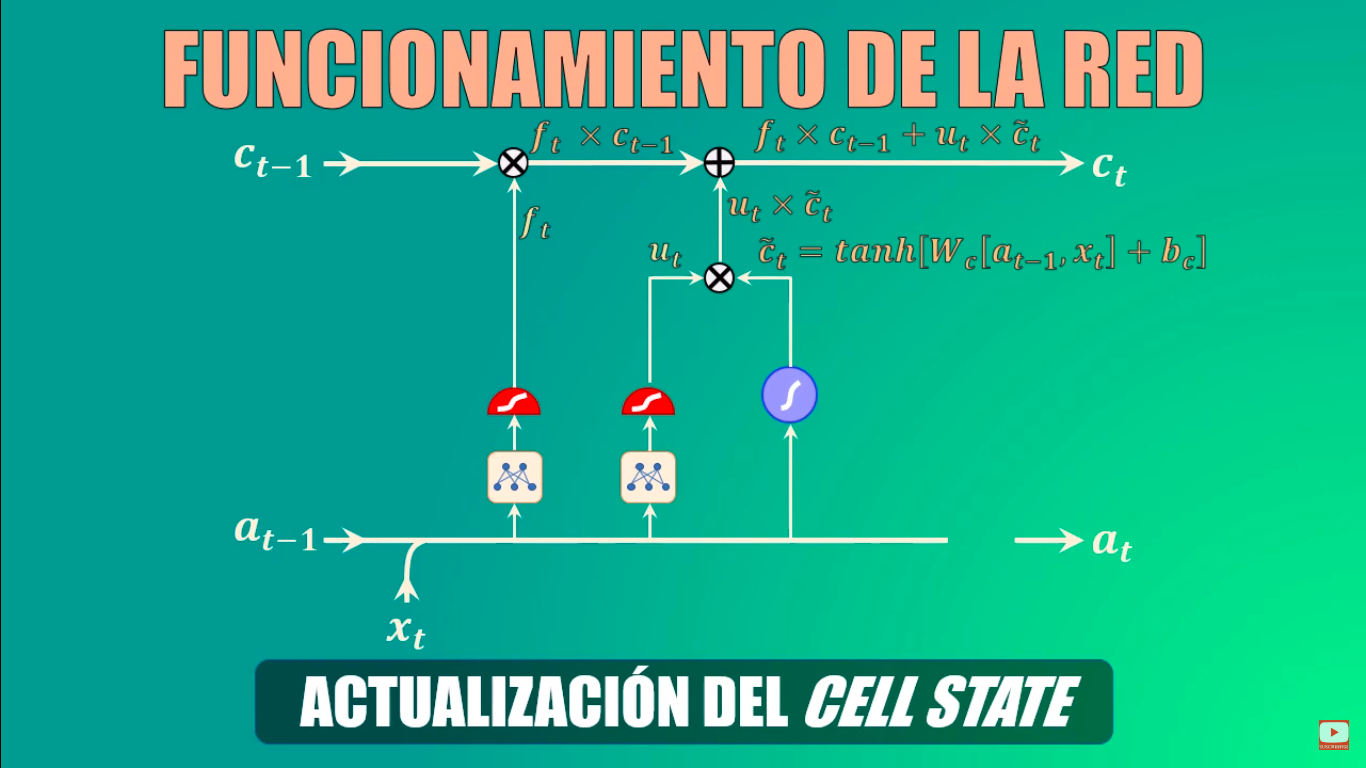 FUNCIONAMIENTO DE LA RED
c_{t-1}
f_t × c_{t-1}
f_t × c_{t-1} + u_t × c̃_t
c_t
f_t
u_t × c̃_t
u_t
c̃_t = tanh[W_c[a_{t-1}, x_t] + b_c]
a_{t-1}
a_t
x_t
ACTUALIZACIÓN DEL CELL STATE
SUSCRIBIRSE